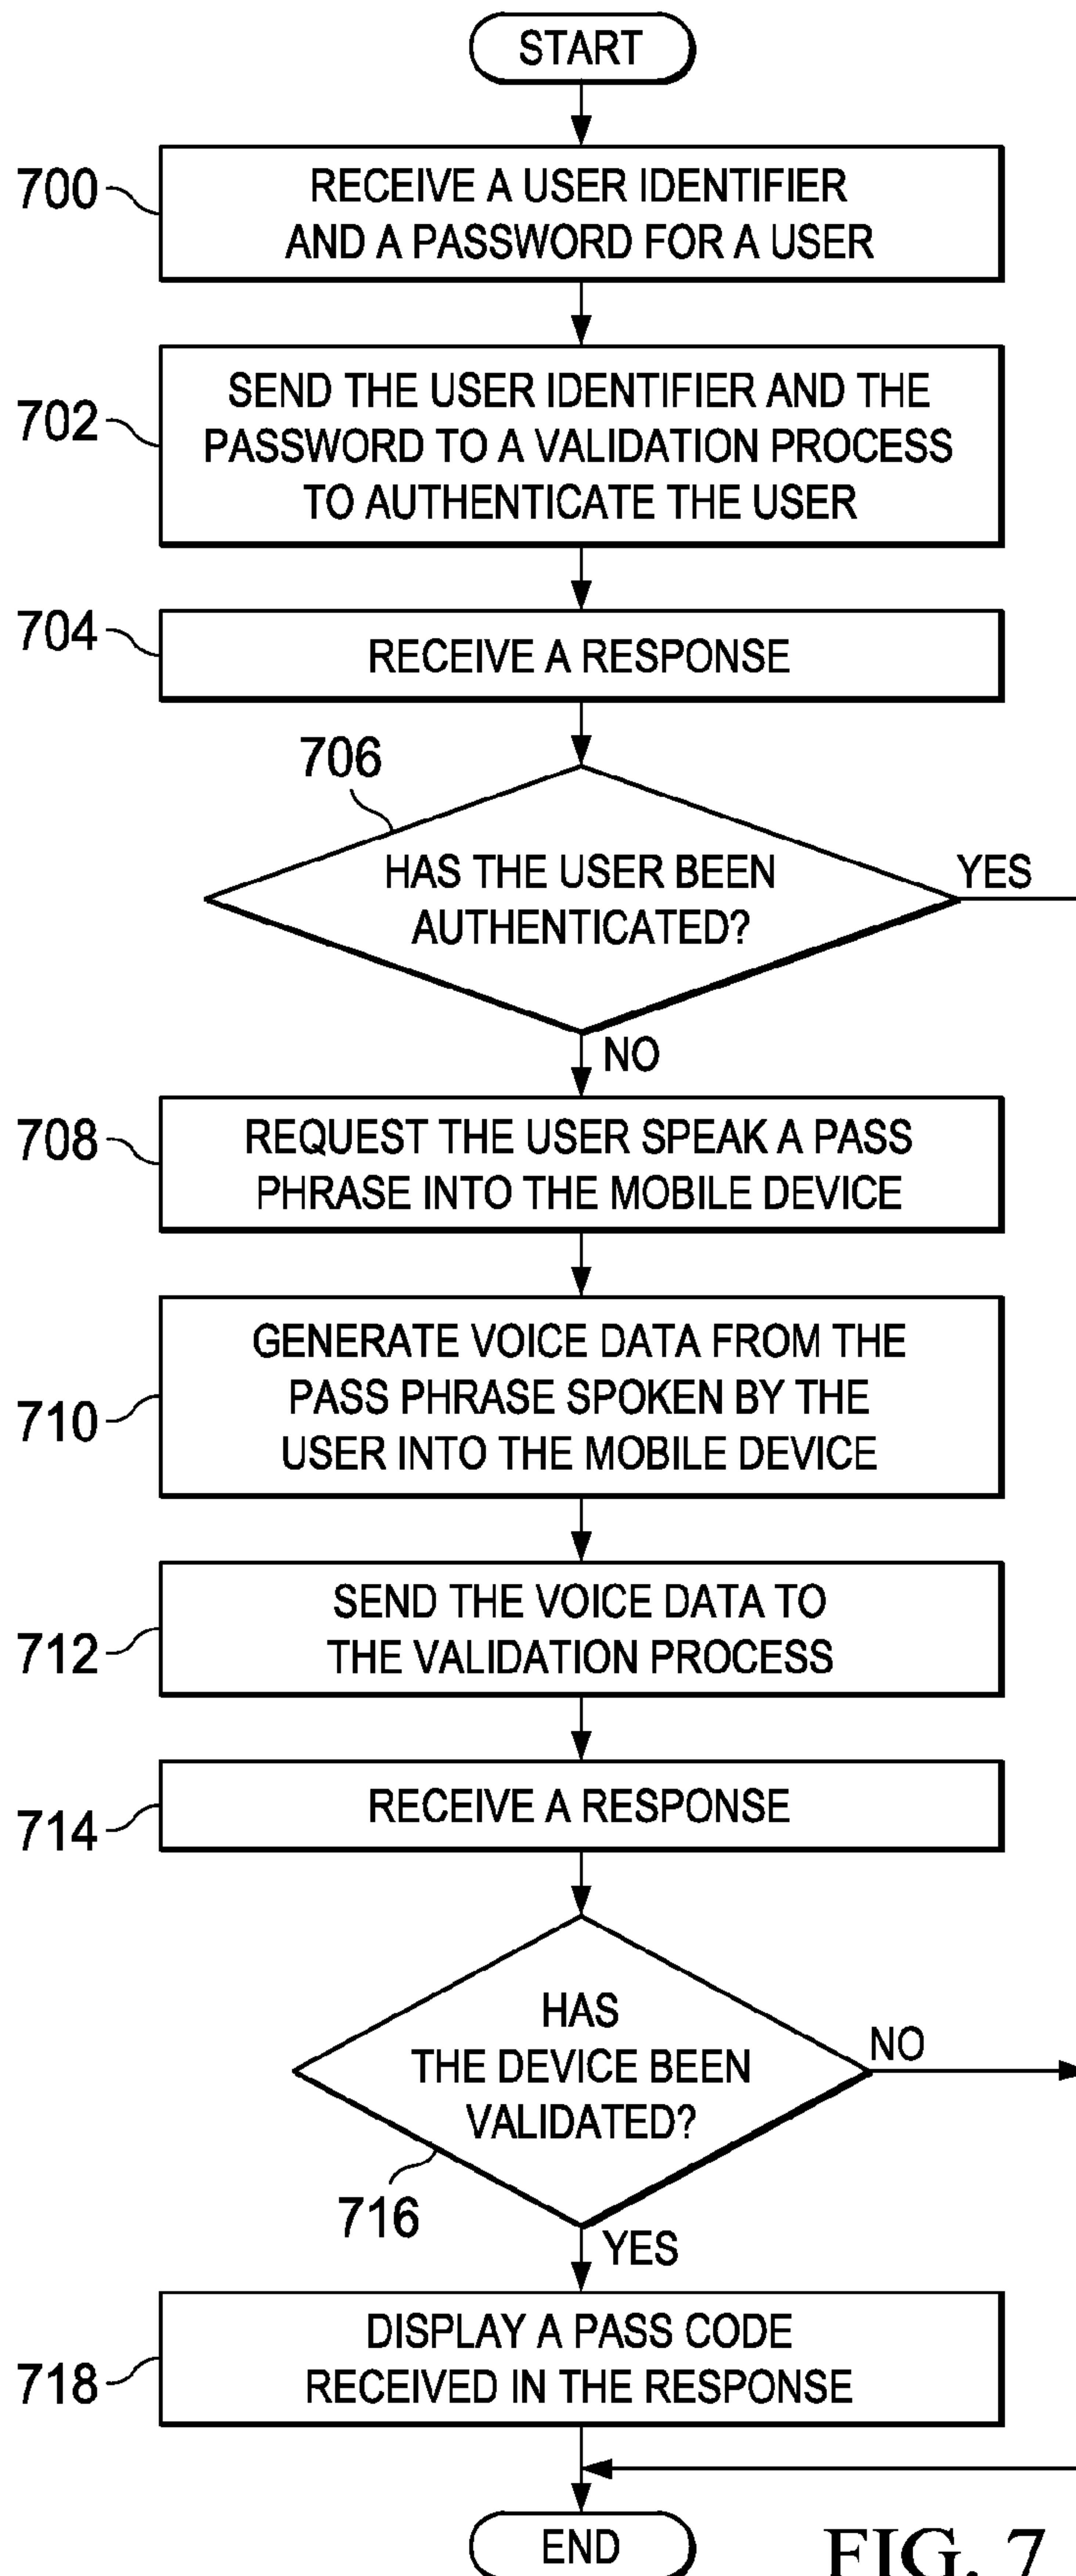 START
700
RECEIVE A USER IDENTIFIER
AND A PASSWORD FOR A USER
702
SEND THE USER IDENTIFIER AND THE
PASSWORD TO A VALIDATION PROCESS
TO AUTHENTICATE THE USER
704
RECEIVE A RESPONSE
706
HAS THE USER BEEN
AUTHENTICATED?
YES
NO
708
REQUEST THE USER SPEAK A PASS
PHRASE INTO THE MOBILE DEVICE
710
GENERATE VOICE DATA FROM THE
PASS PHRASE SPOKEN BY THE
USER INTO THE MOBILE DEVICE
712
SEND THE VOICE DATA TO
THE VALIDATION PROCESS
714
RECEIVE A RESPONSE
HAS
THE DEVICE BEEN
VALIDATED?
NO
716
YES
718
DISPLAY A PASS CODE
RECEIVED IN THE RESPONSE
END
FIG. 7